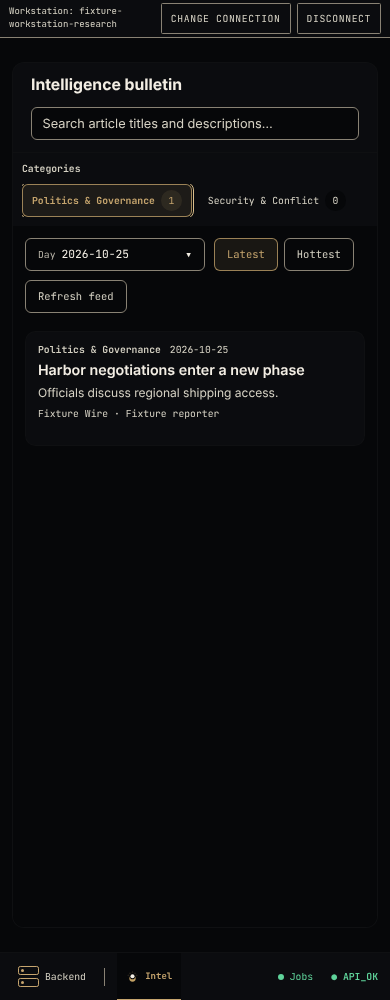 Workstation: fixture-
workstation-research
CHANGE CONNECTION
DISCONNECT
Intelligence bulletin
Search article titles and descriptions...
Categories
Politics & Governance 1
Security & Conflict 0
Day 2026-10-25
Latest
Hottest
Refresh feed
Politics & Governance 2026-10-25
Harbor negotiations enter a new phase
Officials discuss regional shipping access.
Fixture Wire · Fixture reporter
Backend
Intel
Jobs
API_OK